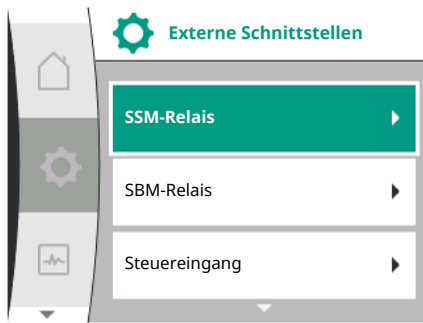 Externe Schnittstellen
SSM-Relais
SBM-Relais
Steuereingang